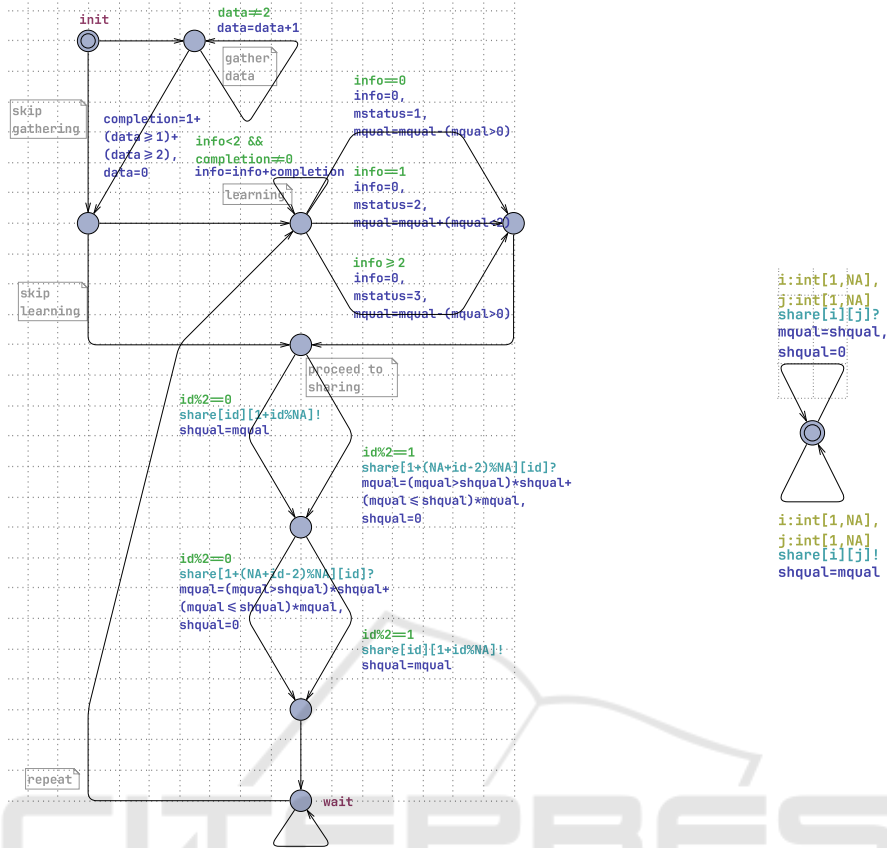 init
data≠2
data=data+1
gather
data
skip
gathering
completion=1+
(data⩾1)+
(data⩾2),
data=0
info<2 &&
completion≠0
info=info+completion
learning
info==0
info=0,
mstatus=1,
mqual=mqual-(mqual>0)
info==1
info=0,
mstatus=2,
mqual=mqual+(mqual<2)
info⩾2
info=0,
mstatus=3,
mqual=mqual-(mqual>0)
skip
learning
proceed to
sharing
id%2==0
share[id][1+id%NA]!
shqual=mqual
id%2==1
share[1+(NA+id-2)%NA][id]?
mqual=(mqual>shqual)*shqual+
(mqual⩽shqual)*mqual,
shqual=0
id%2==0
share[1+(NA+id-2)%NA][id]?
mqual=(mqual>shqual)*shqual+
(mqual⩽shqual)*mqual,
shqual=0
id%2==1
share[id][1+id%NA]!
shqual=mqual
repeat
wait
i:int[1,NA],
j:int[1,NA]
share[i][j]?
mqual=shqual,
shqual=0
i:int[1,NA],
j:int[1,NA]
share[i][j]!
shqual=mqual